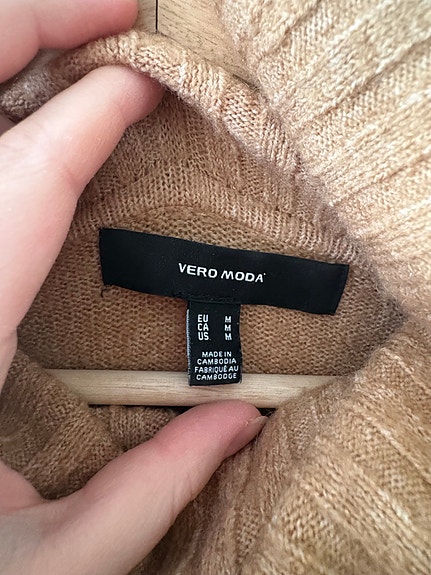 VERO MODA
EU M
CA M
US M
MADE IN
CAMBODIA
FABRIQUÉ AU
CAMBODGE